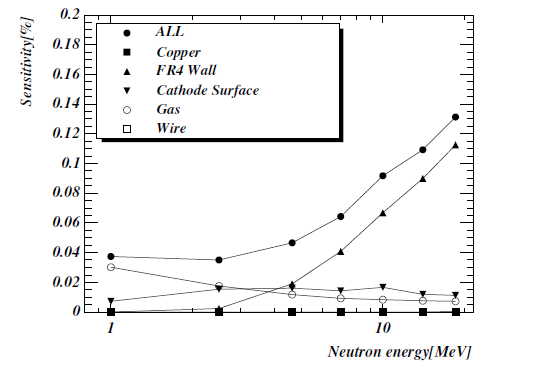 Sensitivity[%]
0.2
0.18
0.16
0.14
0.12
0.1
0.08
0.06
0.04
0.02
0
ALL
Copper
FR4 Wall
Cathode Surface
Gas
Wire
1
10
Neutron energy[MeV]